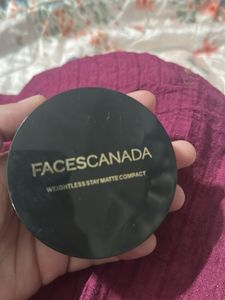 FACESCANADA
WEIGHTLESS STAY MATTE COMPACT